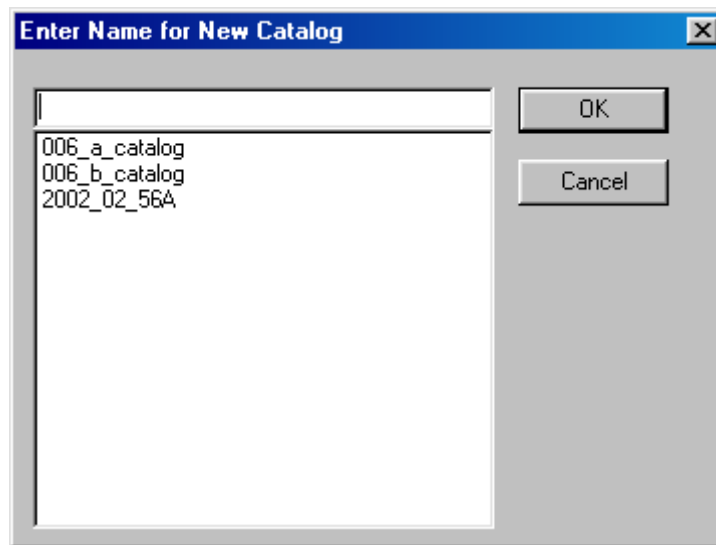 Enter Name for New Catalog
OK
006_a_catalog
006_b_catalog
2002_02_56A
Cancel